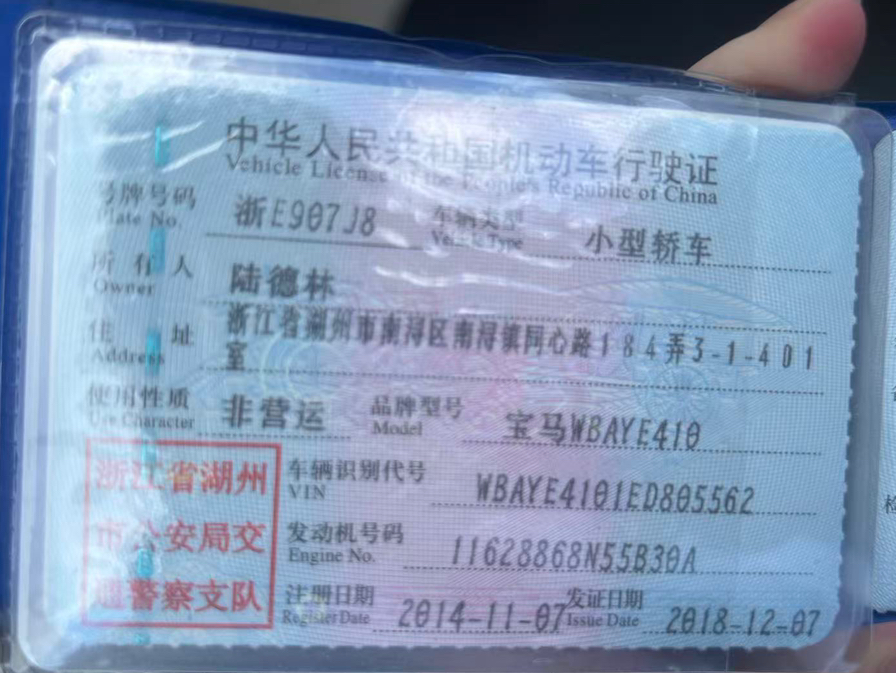 中华人民共和国机动车行驶证
Vehicle License of the People's Republic of China
号牌号码 浙E907J8 车辆类型 小型轿车
Plate No. Vehicle Type
所有人 陆德林
Owner
住址 浙江省湖州市南浔区南浔镇同心路184弄3-1-401
Address 室
使用性质 非营运 品牌型号 宝马WBAYE410
Use Character Model
浙江省湖州 车辆识别代号 WBAYE4101ED805562
VIN
市公安局交 发动机号码 11628868N55B30A
Engine No.
通警察支队 注册日期 2014-11-07 发证日期 2018-12-07
Register Date Issue Date